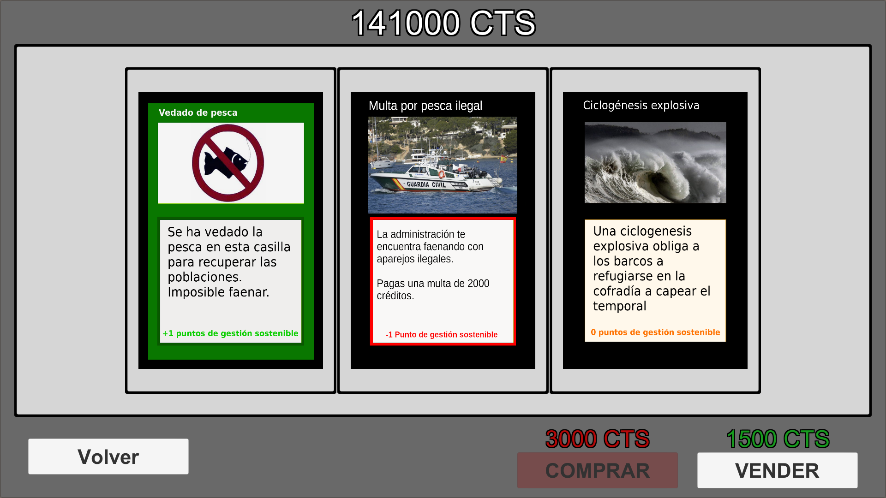 141000 CTS
Vedado de pesca
Se ha vedado la
pesca en esta casilla
para recuperar las
poblaciones.
Imposible faenar.
+1 puntos de gestión sostenible
Multa por pesca ilegal
GUARDIA CIVIL
La administración te
encuentra faenando con
aparejos ilegales.
Pagas una multa de 2000
créditos.
-1 Punto de gestión sostenible
Ciclogénesis explosiva
Una ciclogenesis
explosiva obliga a
los barcos a
refugiarse en la
cofradía a capear el
temporal
0 puntos de gestión sostenible
Volver
3000 CTS
COMPRAR
1500 CTS
VENDER